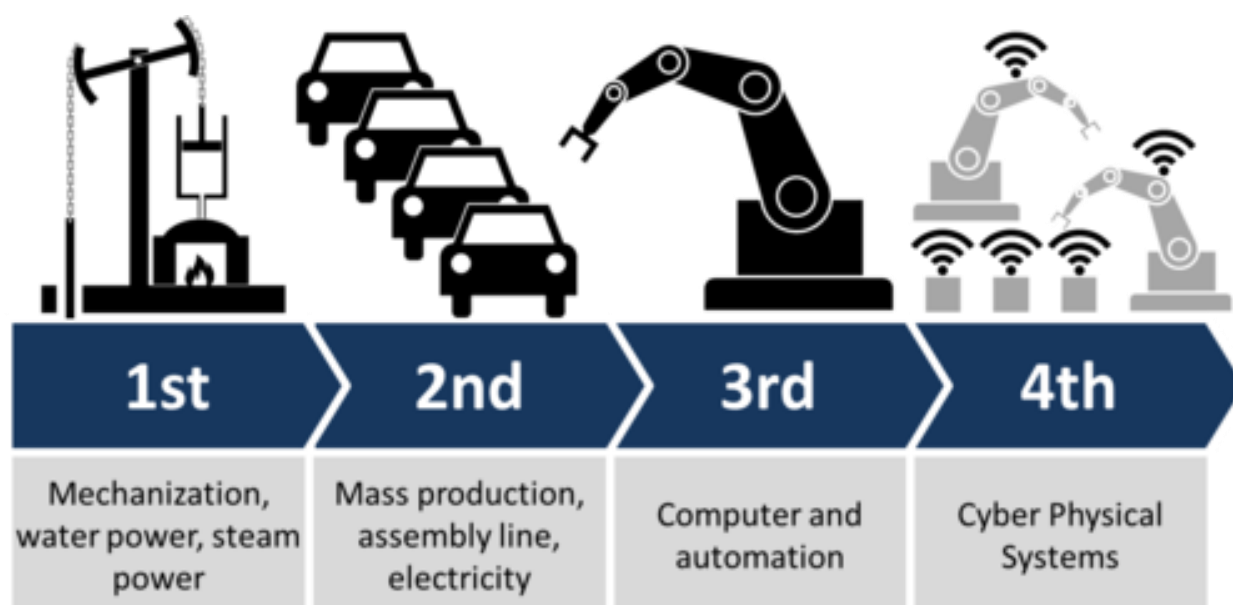 1st
2nd
3rd
4th
Mechanization,
water power, steam
power
Mass production,
assembly line,
electricity
Computer and
automation
Cyber Physical
Systems